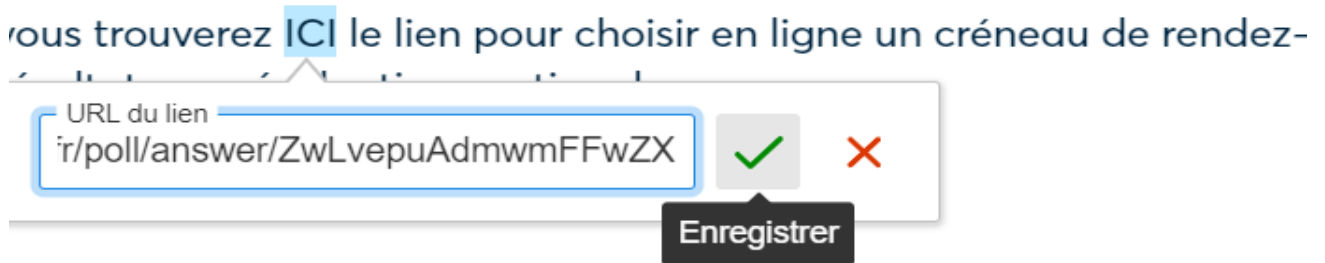 vous trouverez ICI le lien pour choisir en ligne un créneau de rendez-
URL du lien
fr/poll/answer/ZwLvepuAdmwmFFwZX
Enregistrer